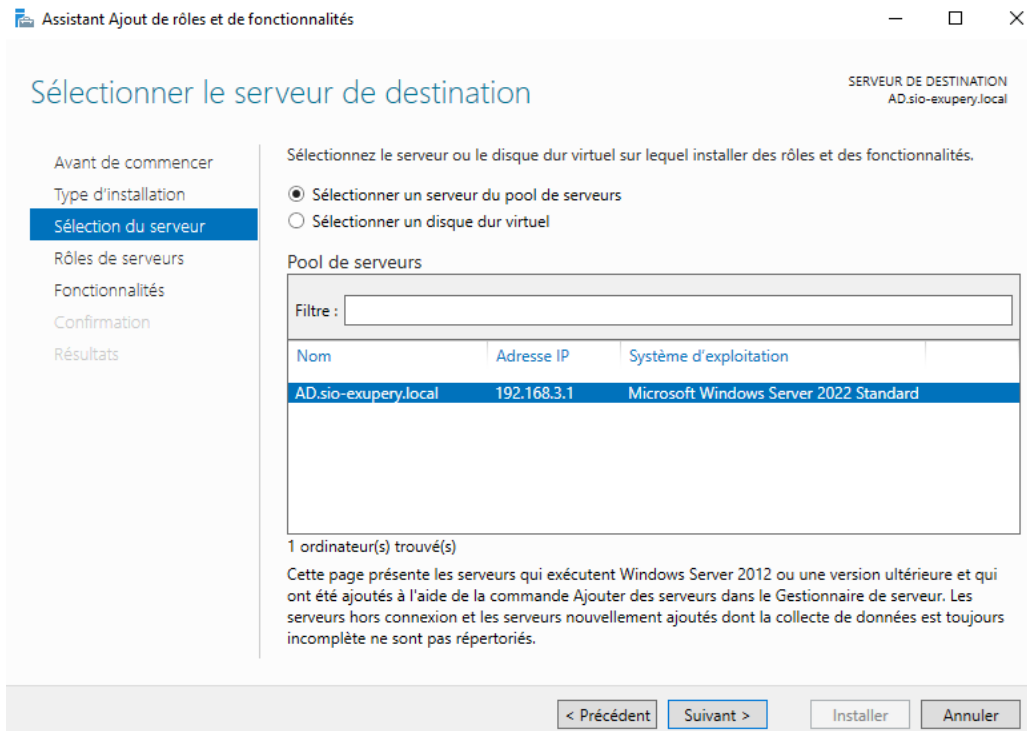 Assistant Ajout de rôles et de fonctionnalités
Sélectionner le serveur de destination
SERVEUR DE DESTINATION
AD.sio-exupery.local
Avant de commencer
Type d'installation
Sélection du serveur
Rôles de serveurs
Fonctionnalités
Confirmation
Résultats
Sélectionnez le serveur ou le disque dur virtuel sur lequel installer des rôles et des fonctionnalités.
Sélectionner un serveur du pool de serveurs
Sélectionner un disque dur virtuel
Pool de serveurs
Filtre :
Nom Adresse IP Système d'exploitation
AD.sio-exupery.local 192.168.3.1 Microsoft Windows Server 2022 Standard
1 ordinateur(s) trouvé(s)
Cette page présente les serveurs qui exécutent Windows Server 2012 ou une version ultérieure et qui
ont été ajoutés à l'aide de la commande Ajouter des serveurs dans le Gestionnaire de serveur. Les
serveurs hors connexion et les serveurs nouvellement ajoutés dont la collecte de données est toujours
incomplète ne sont pas répertoriés.
< Précédent Suivant > Installer Annuler